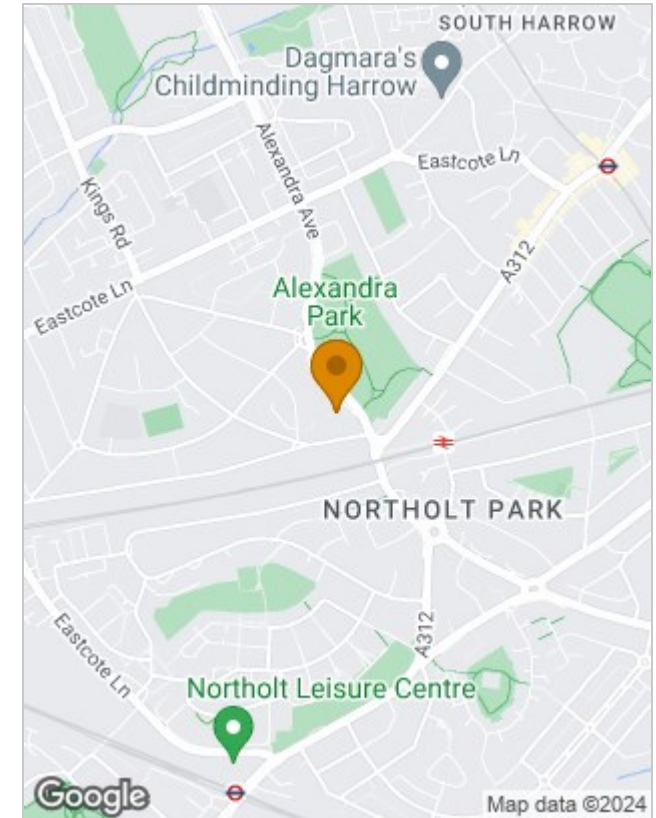 SOUTH HARROW
Dagmara's
Childminding Harrow
Alexandra Ave
Eastcote Ln
Kings Rd
A312
Eastcote Ln
Alexandra
Park
NORTHOLT PARK
A312
Eastcote Ln
Northolt Leisure Centre
Google
Map data ©2024